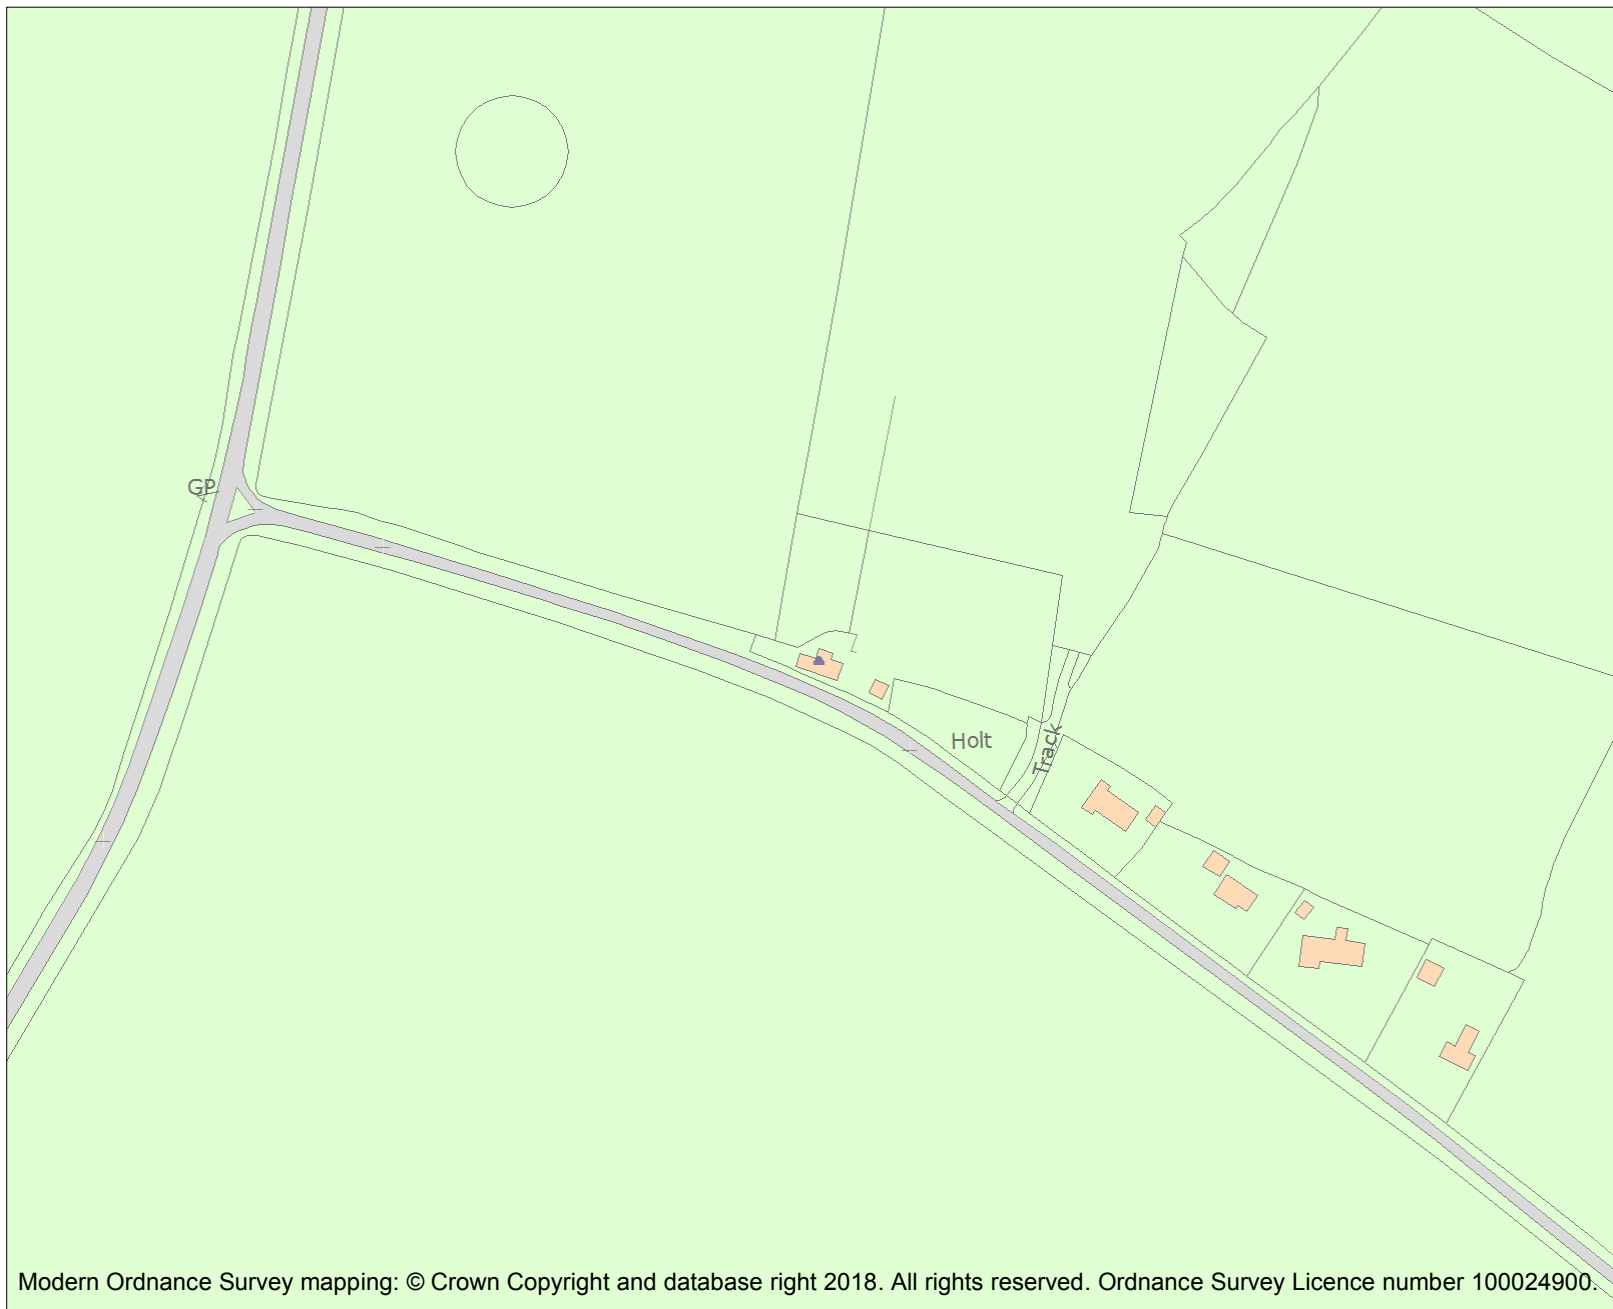 GP
Holt
Track
Modern Ordnance Survey mapping: © Crown Copyright and database right 2018. All rights reserved. Ordnance Survey Licence number 100024900.